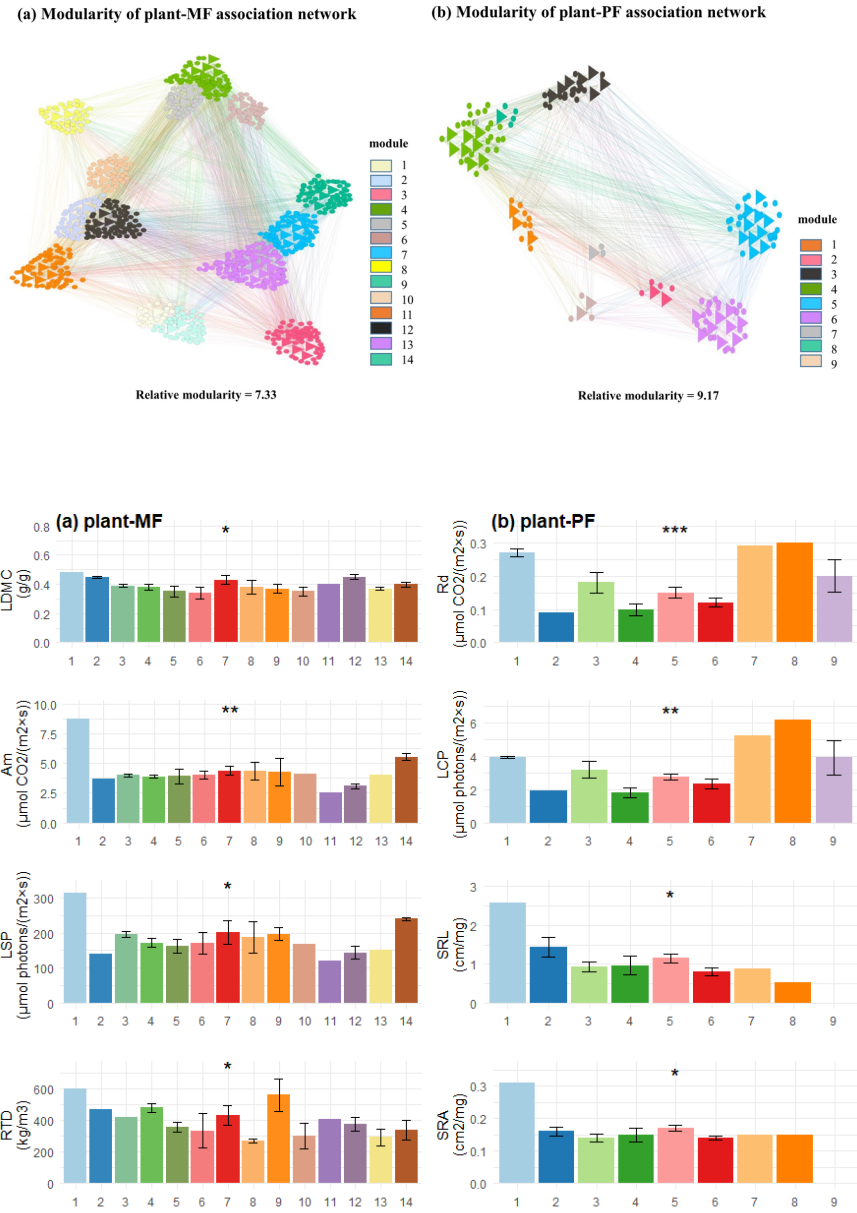 (a) Modularity of plant-MF association network
(b) Modularity of plant-PF association network
module
1
2
3
4
5
6
7
8
9
10
11
12
13
14
module
1
2
3
4
5
6
7
8
9
Relative modularity = 7.33
Relative modularity = 9.17
(a) plant-MF
*
LDMC
(g/g)
0.8
0.6
0.4
0.2
0.0
1 2 3 4 5 6 7 8 9 10 11 12 13 14
**
Am
(μmol CO2/(m2×s))
10.0
7.5
5.0
2.5
0.0
1 2 3 4 5 6 7 8 9 10 11 12 13 14
*
LSP
(μmol photons/(m2×s))
300
200
100
0
1 2 3 4 5 6 7 8 9 10 11 12 13 14
*
RTD
(kg/m3)
600
400
200
0
1 2 3 4 5 6 7 8 9 10 11 12 13 14
(b) plant-PF
***
Rd
(μmol CO2/(m2×s))
0.3
0.2
0.1
0.0
1 2 3 4 5 6 7 8 9
**
LCP
(μmol photons/(m2×s))
6
4
2
0
1 2 3 4 5 6 7 8 9
*
SRL
(cm/mg)
3
2
1
0
1 2 3 4 5 6 7 8 9
*
SRA
(cm2/mg)
0.3
0.2
0.1
0.0
1 2 3 4 5 6 7 8 9